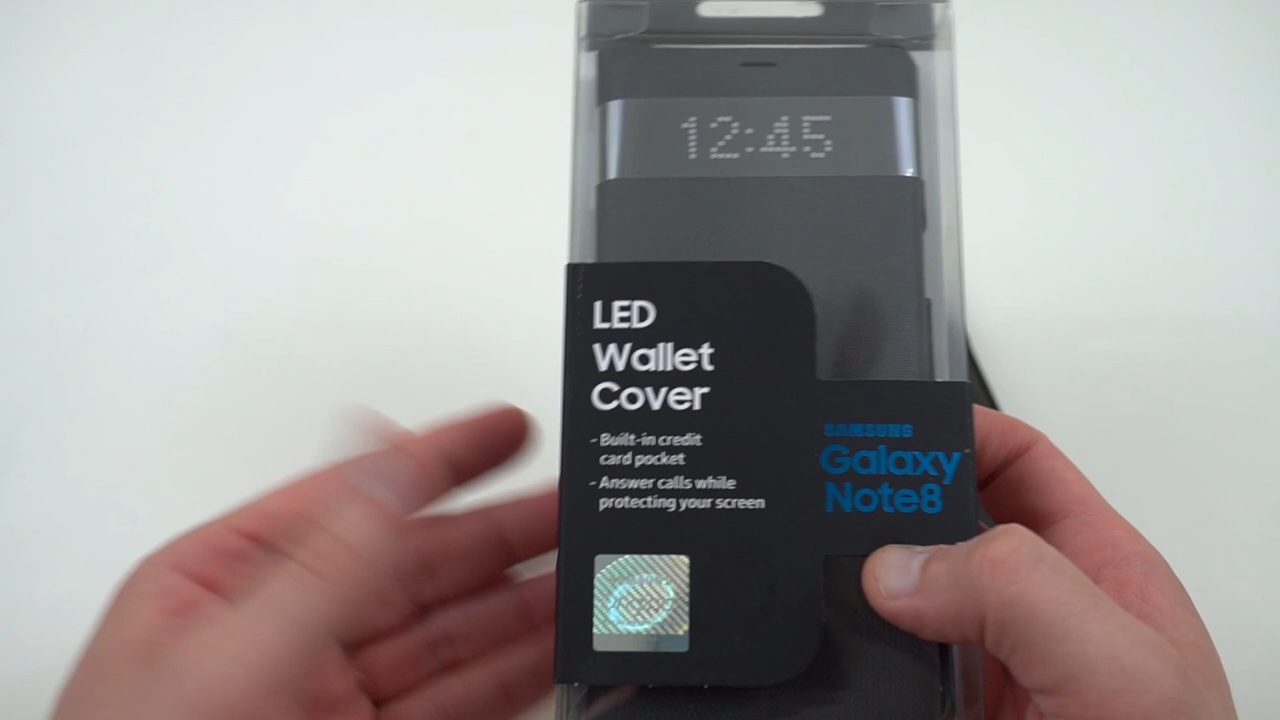 12:45
LED
Wallet
Cover
- Built-in credit
card pocket
- Answer calls while
protecting your screen
SAMSUNG
Galaxy
Note8